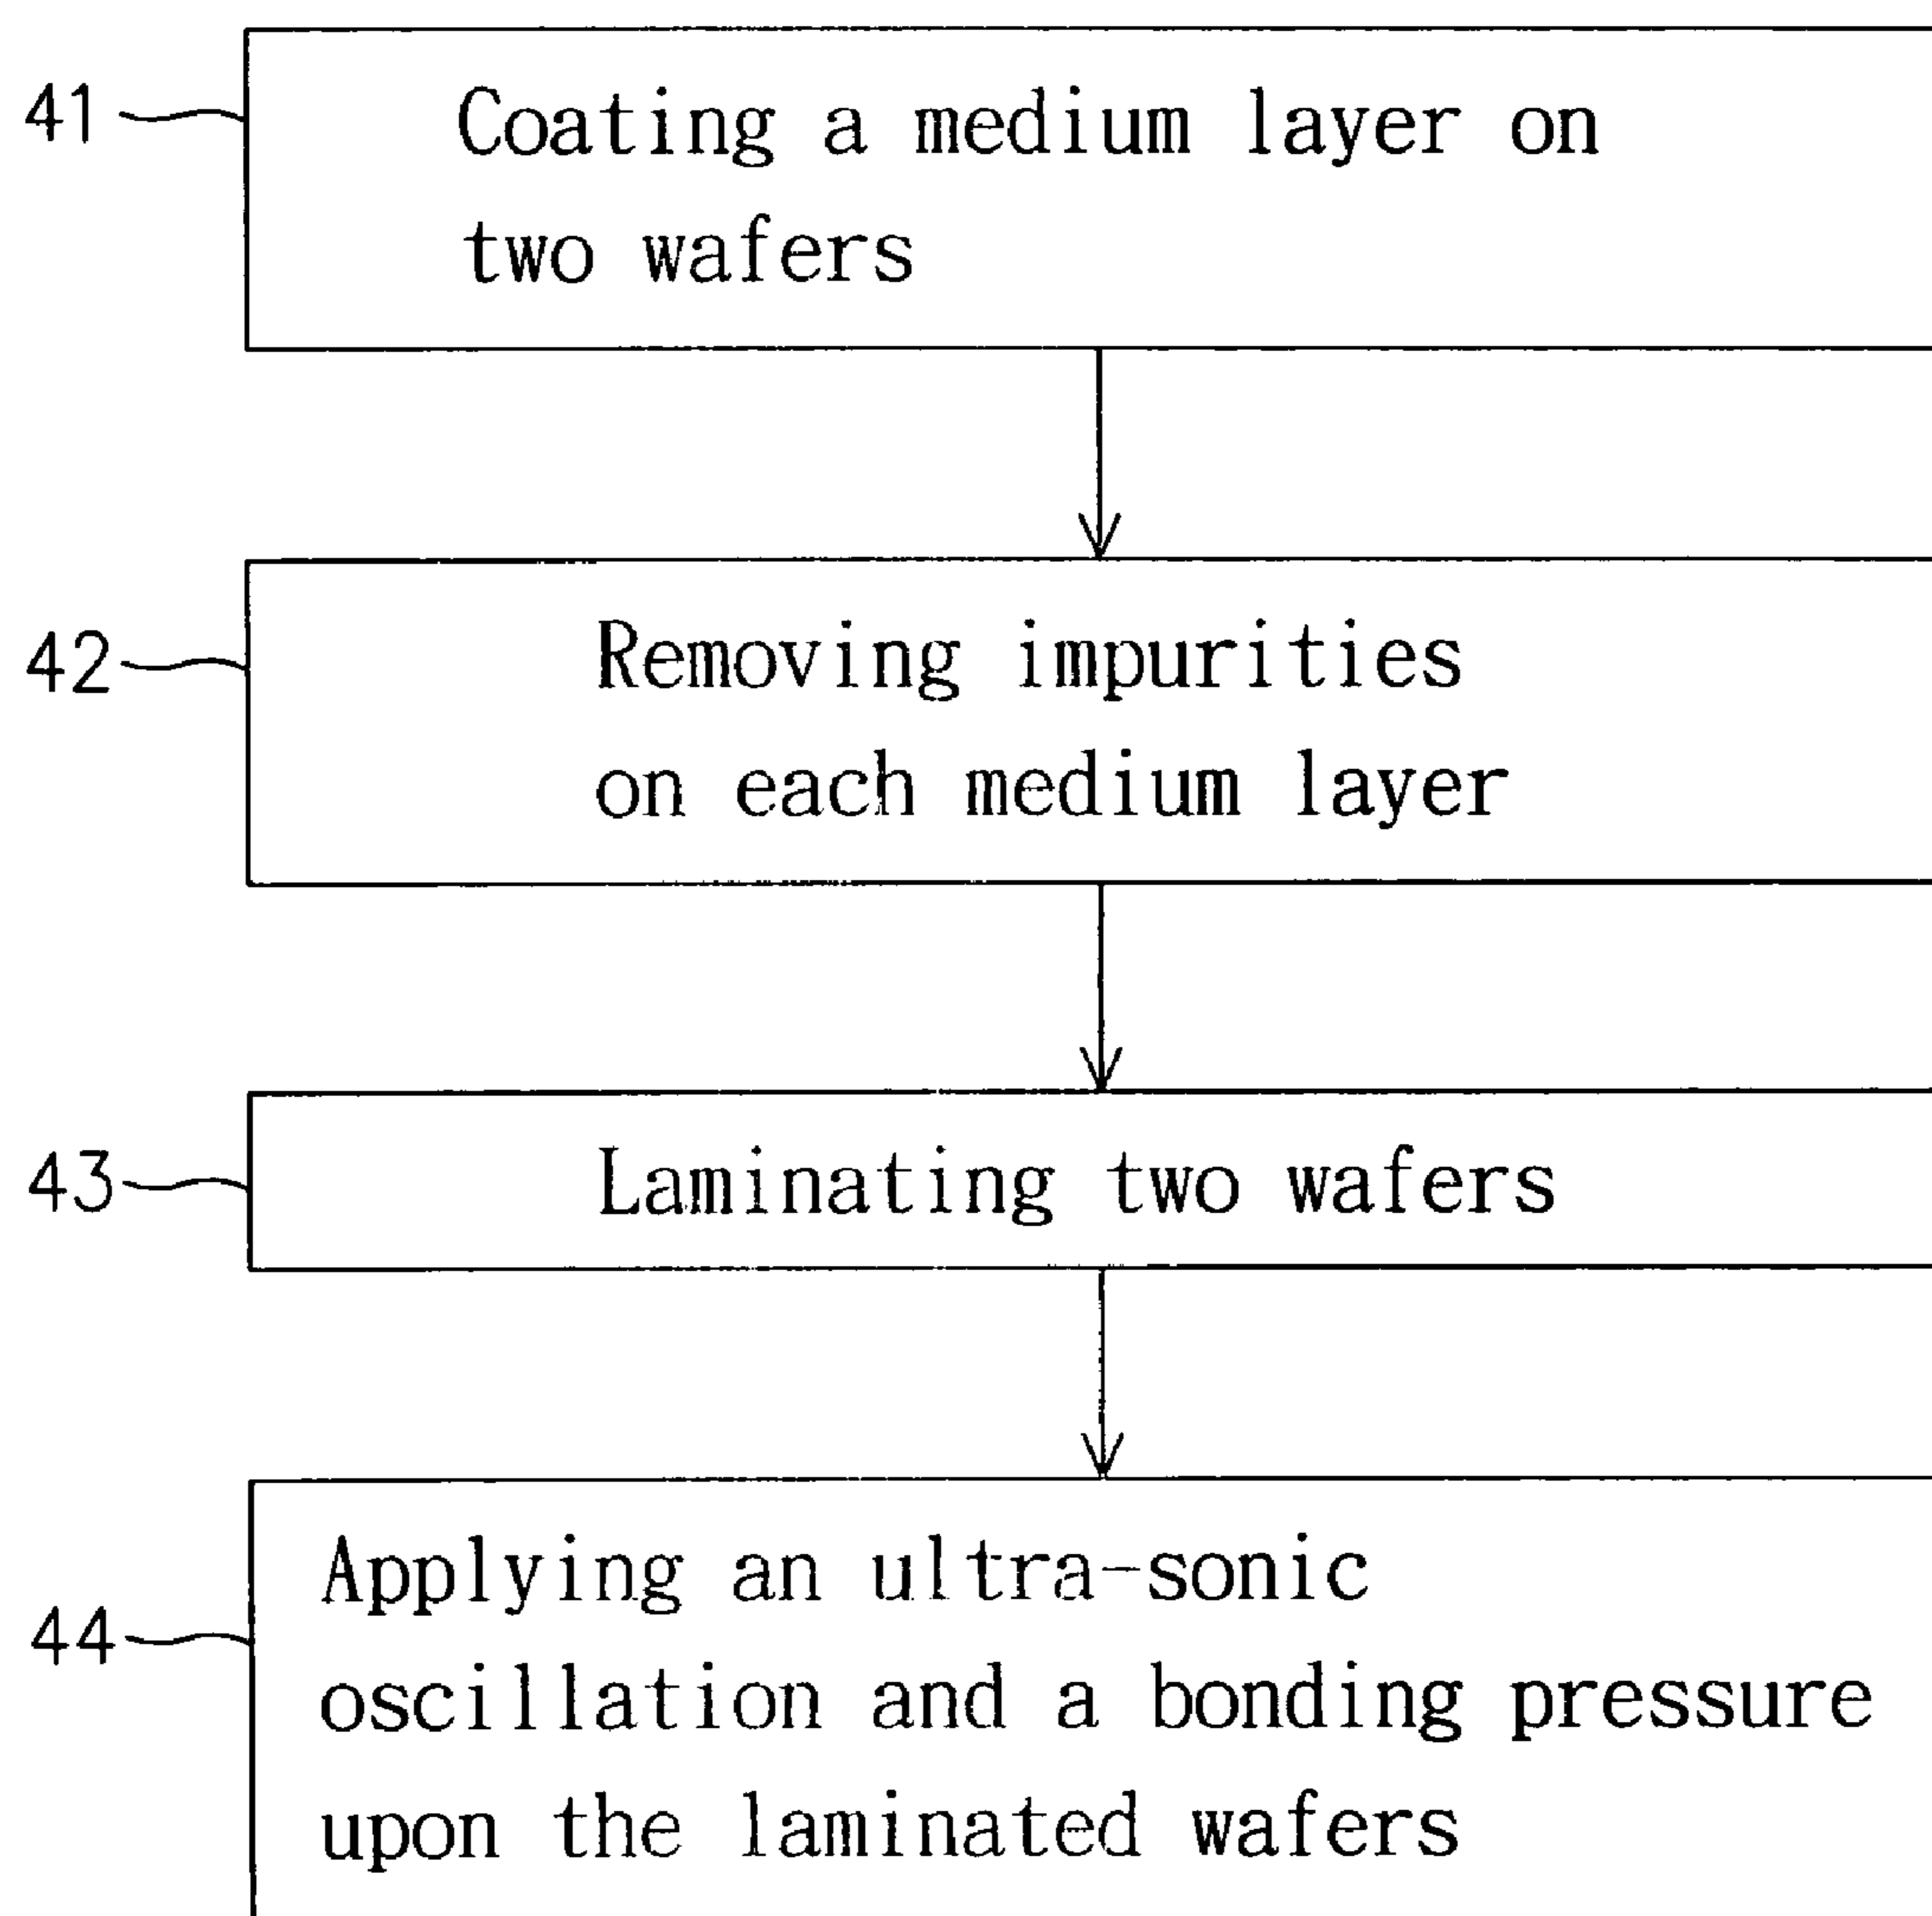 41
Coating a medium layer on
two wafers
42
Removing impurities
on each medium layer
43
Laminating two wafers
44
Applying an ultra-sonic
oscillation and a bonding pressure
upon the laminated wafers